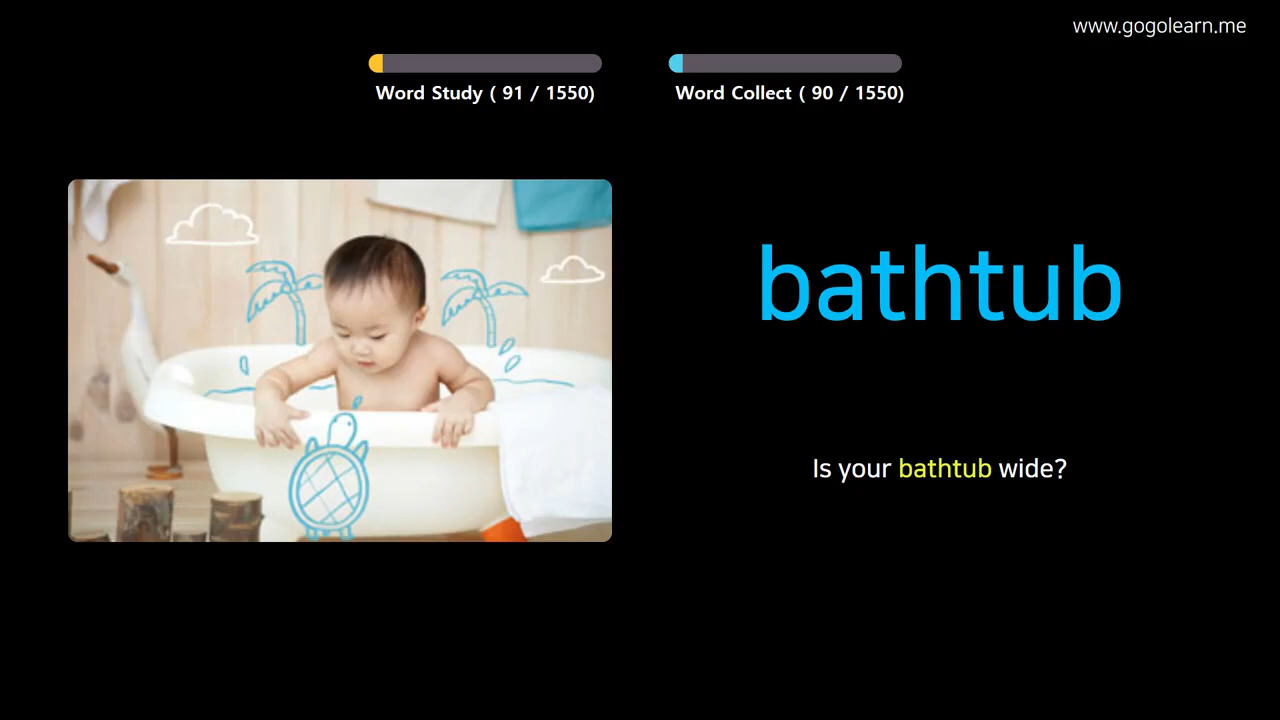 www.gogolearn.me
Word Study ( 91 / 1550)
Word Collect ( 90 / 1550)
bathtub
Is your bathtub wide?